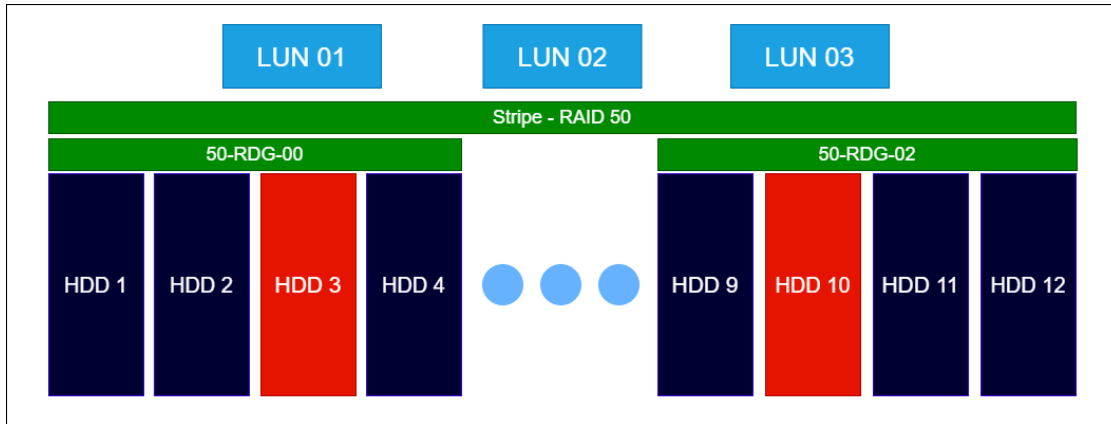 LUN 01 LUN 02 LUN 03
Stripe - RAID 50
50-RDG-00 50-RDG-02
HDD 1 HDD 2 HDD 3 HDD 4 HDD 9 HDD 10 HDD 11 HDD 12